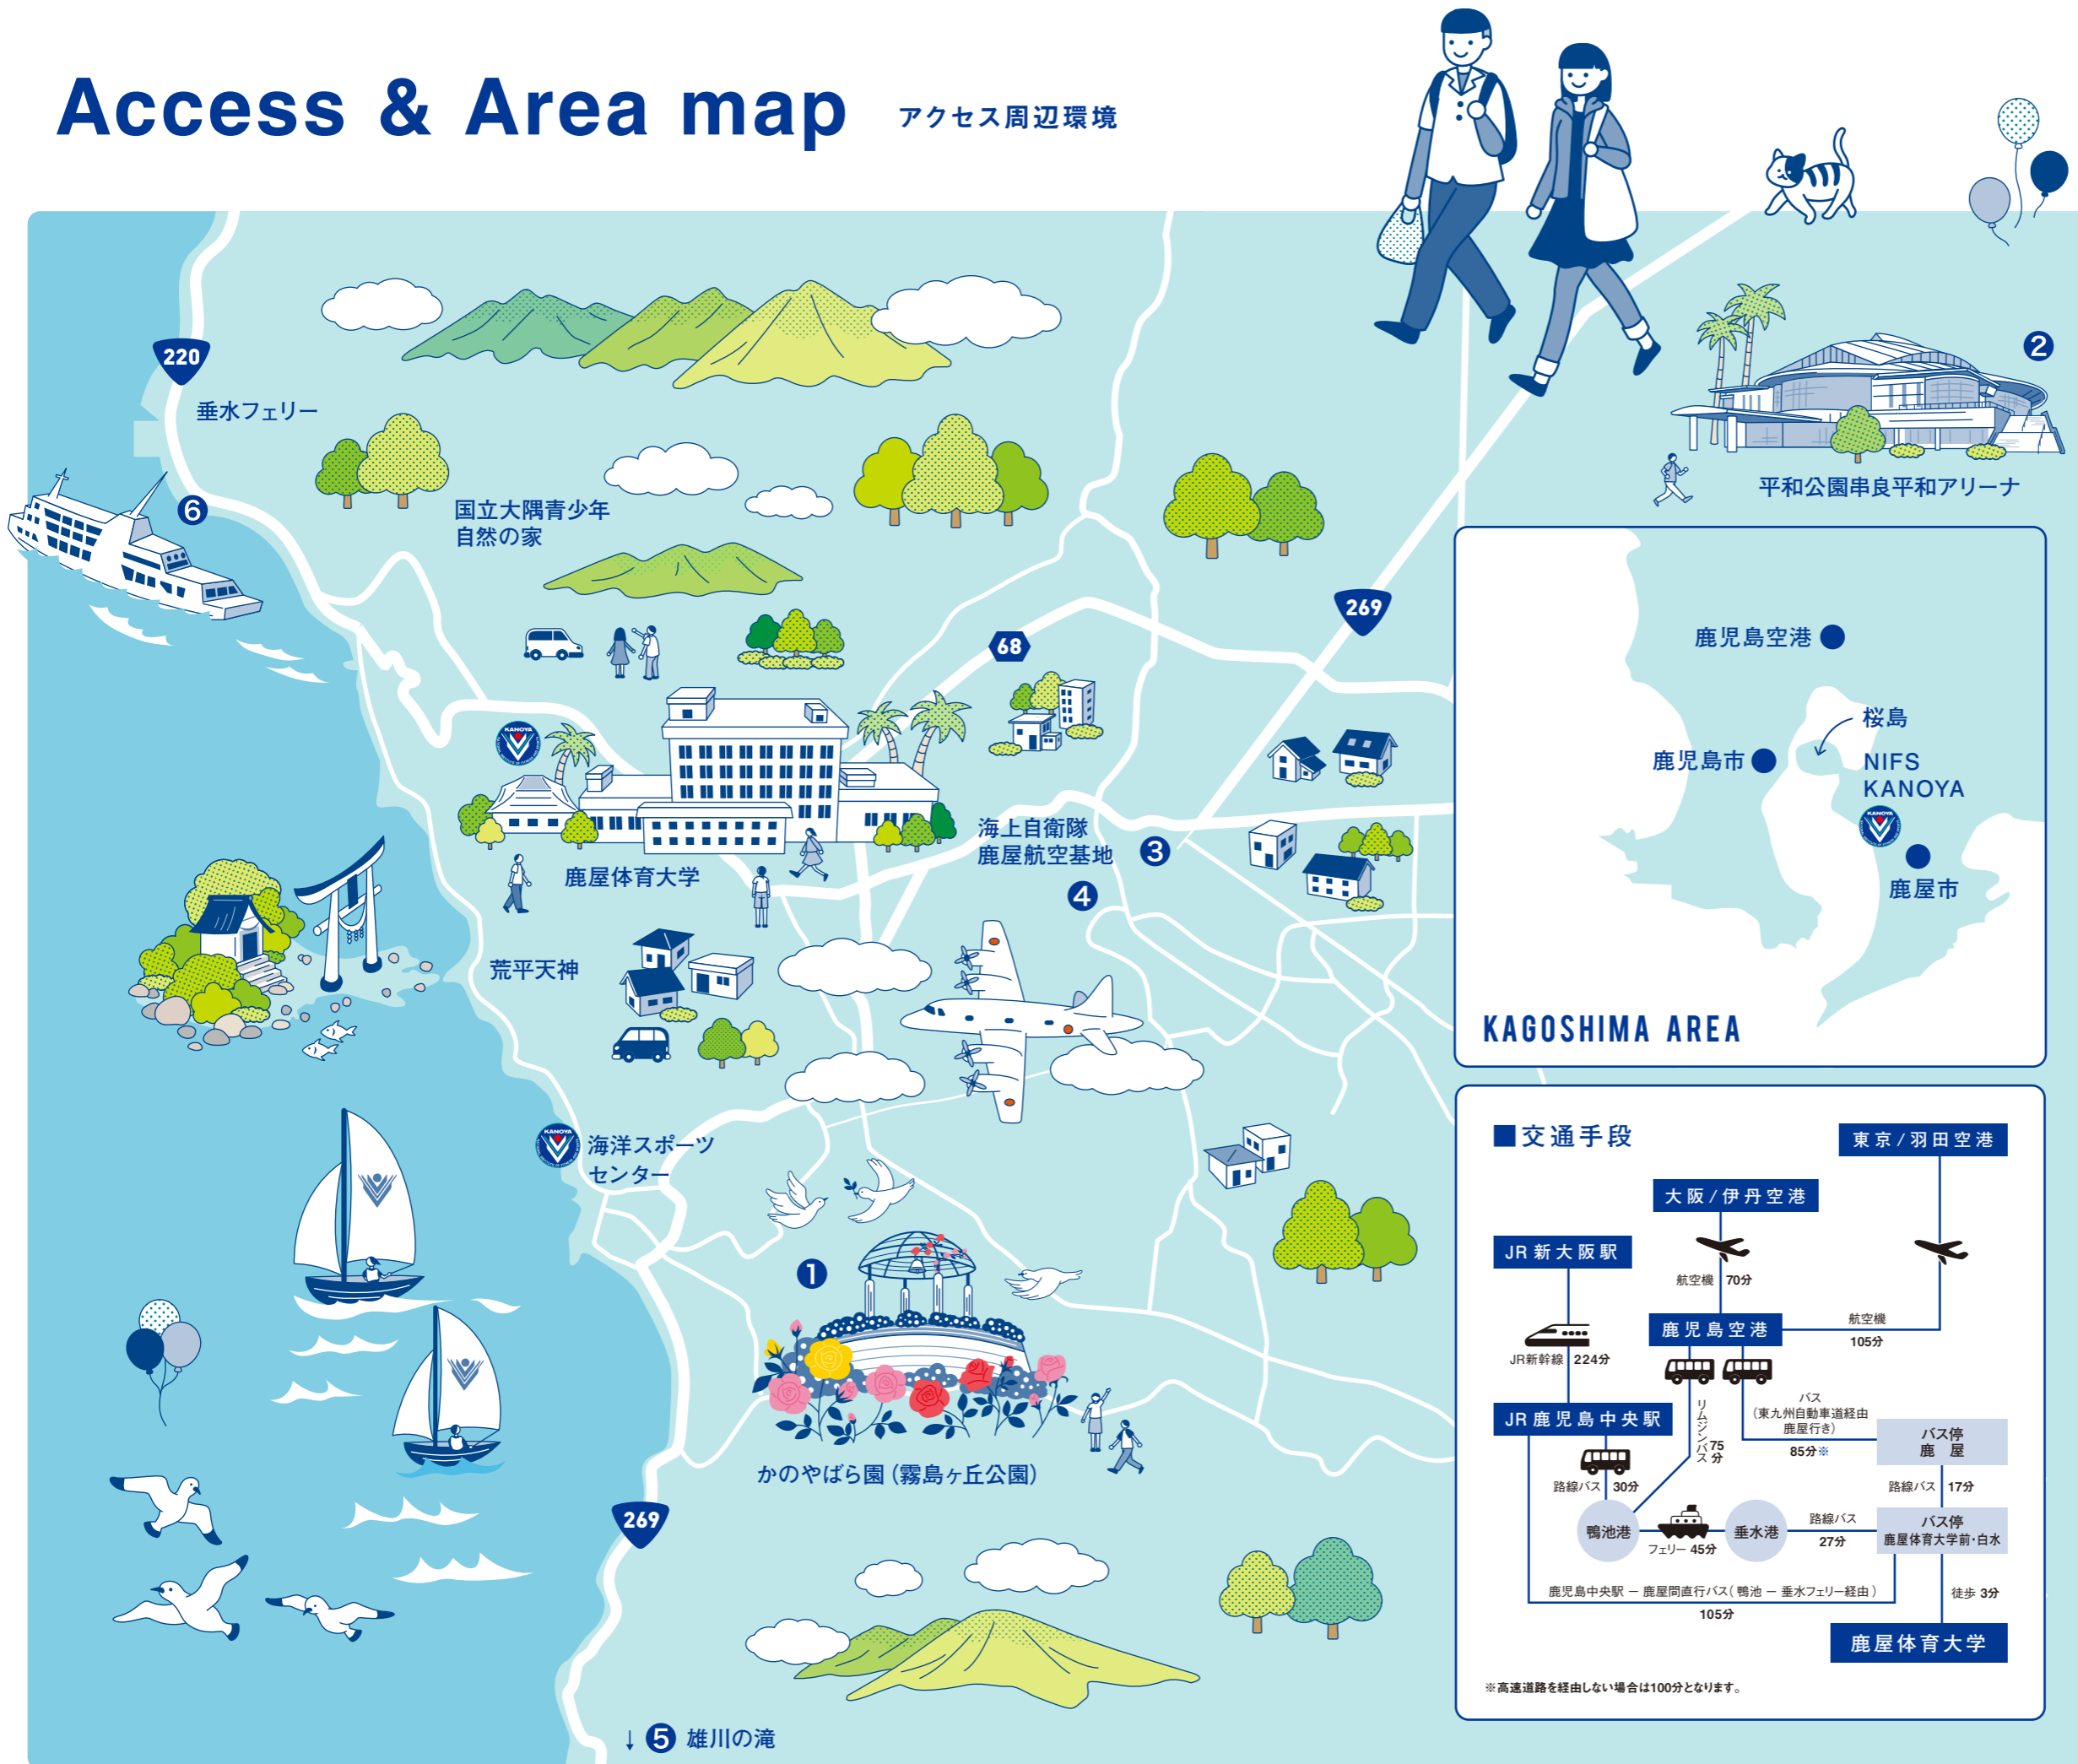 Access & Area map
アクセス周辺環境
220
垂水フェリー
6
国立大隅青少年
自然の家
2
平和公園串良平和アリーナ
269
68
KANOYA
鹿屋体育大学
海上自衛隊
鹿屋航空基地
3
4
荒平天神
KANOYA
海洋スポーツ
センター
1
かのやばら園（霧島ヶ丘公園）
269
↓ 5 雄川の滝
鹿児島空港
桜島
鹿児島市
NIFS
KANOYA
KANOYA
鹿屋市
KAGOSHIMA AREA
■交通手段
東京/羽田空港
大阪/伊丹空港
JR新大阪駅
航空機 70分
鹿児島空港
航空機
105分
JR新幹線 224分
JR鹿児島中央駅
リムジンバス 75分
バス
（東九州自動車道経由
鹿屋行き）
85分※
バス停
鹿 屋
路線バス 30分
路線バス 17分
鴨池港
フェリー 45分
垂水港
路線バス
27分
バス停
鹿屋体育大学前・白水
鹿児島中央駅 － 鹿屋間直行バス（ 鴨池 － 垂水フェリー経由 ）
105分
徒歩 3分
鹿屋体育大学
※高速道路を経由しない場合は100分となります。